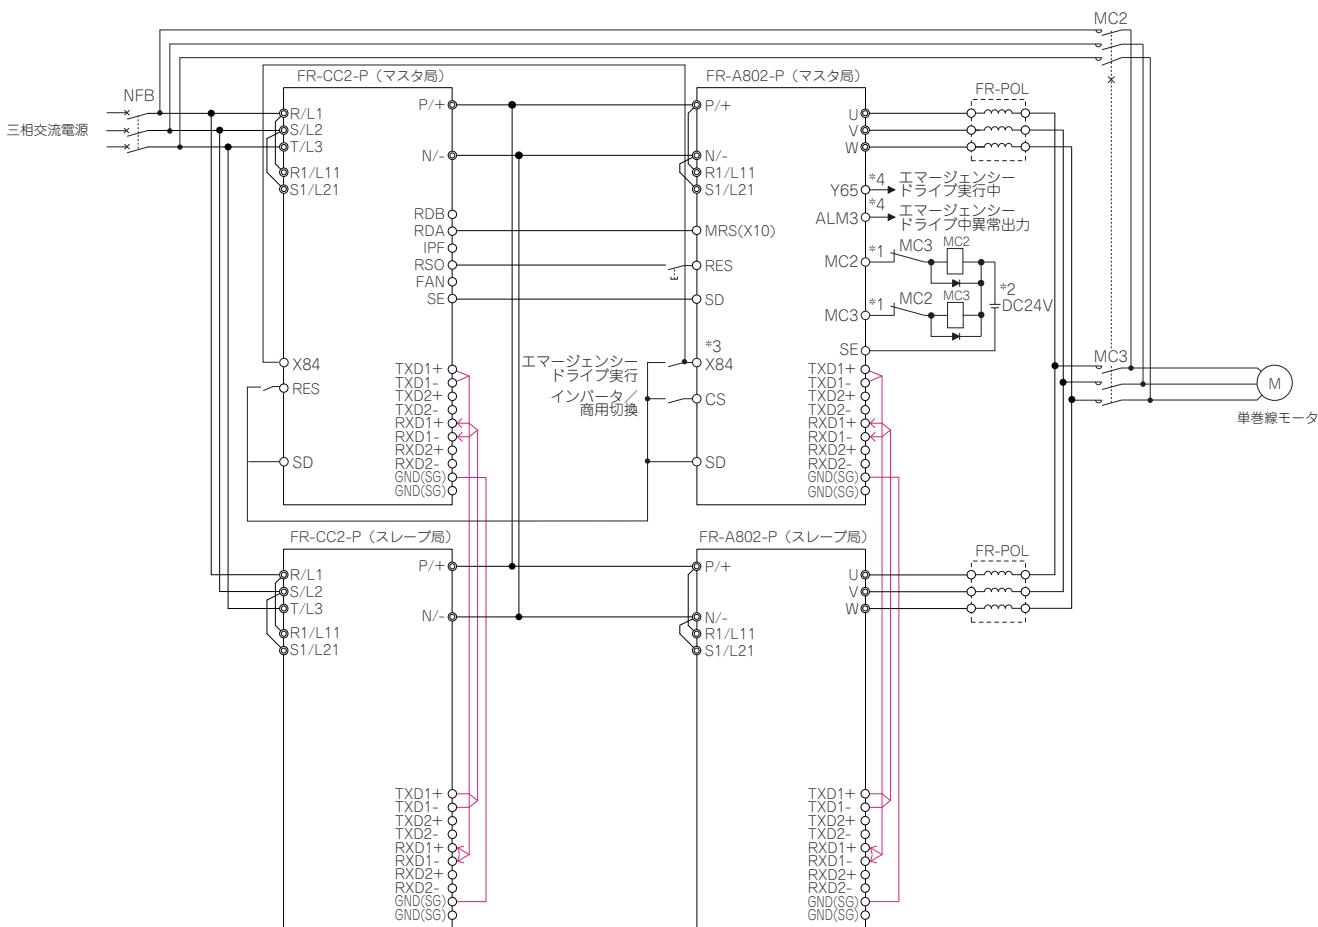 MC2
FR-CC2-P（マスタ局）
FR-A802-P（マスタ局）
FR-POL
NFB
三相交流電源
R/L1
S/L2
T/L3
R1/L11
S1/L21
P/+
N/-
RDB
RDA
IPF
RSO
FAN
SE
X84
RES
SD
TXD1+
TXD1-
TXD2+
TXD2-
RXD1+
RXD1-
RXD2+
RXD2-
GND(SG)
GND(SG)
P/+
N/-
R1/L11
S1/L21
MRS(X10)
RES
SD
*3
X84
CS
SD
エマージェンシー
ドライブ実行
インバータ／
商用切換
U
V
W
Y65
*4
エマージェンシー
ドライブ実行中
ALM3
*4
エマージェンシー
ドライブ中異常出力
MC2
*1
MC3
MC2
MC3
*1
MC2
MC3
*2
DC24V
SE
TXD1+
TXD1-
TXD2+
TXD2-
RXD1+
RXD1-
RXD2+
RXD2-
GND(SG)
GND(SG)
MC3
M
単巻線モータ
FR-CC2-P（スレーブ局）
FR-A802-P（スレーブ局）
FR-POL
R/L1
S/L2
T/L3
R1/L11
S1/L21
P/+
N/-
TXD1+
TXD1-
TXD2+
TXD2-
RXD1+
RXD1-
RXD2+
RXD2-
GND(SG)
GND(SG)
P/+
N/-
R1/L11
S1/L21
U
V
W
TXD1+
TXD1-
TXD2+
TXD2-
RXD1+
RXD1-
RXD2+
RXD2-
GND(SG)
GND(SG)